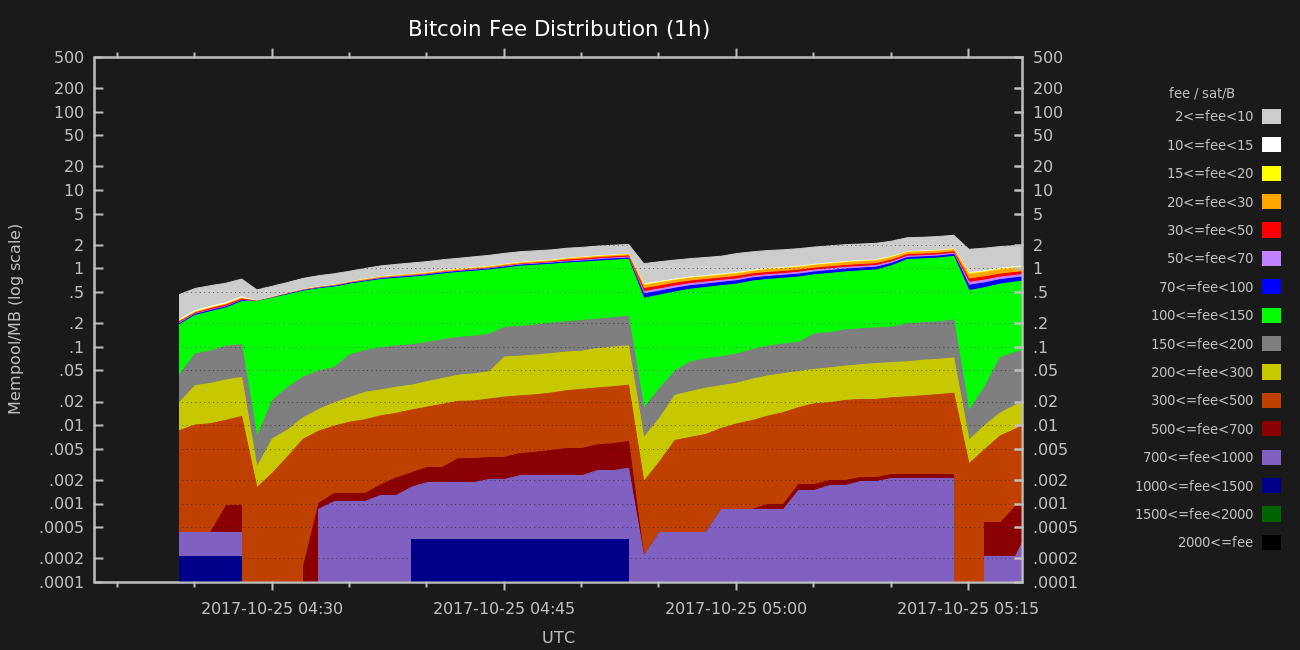 Bitcoin Fee Distribution (1h)
500 500
200 200
100 100
50 50
20 20
10 10
5 5
2 2
1 1
.5 .5
.2 .2
.1 .1
.05 .05
.02 .02
.01 .01
.005 .005
.002 .002
.001 .001
.0005 .0005
.0002 .0002
.0001 .0001
Mempool/MB (log scale)
2017-10-25 04:30 2017-10-25 04:45 2017-10-25 05:00 2017-10-25 05:15
UTC
fee / sat/B
2<=fee<10
10<=fee<15
15<=fee<20
20<=fee<30
30<=fee<50
50<=fee<70
70<=fee<100
100<=fee<150
150<=fee<200
200<=fee<300
300<=fee<500
500<=fee<700
700<=fee<1000
1000<=fee<1500
1500<=fee<2000
2000<=fee